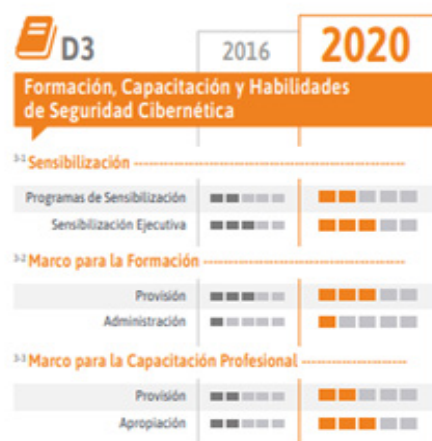 D3
2016
2020
Formación, Capacitación y Habilidades
de Seguridad Cibernética
3-1 Sensibilización
Programas de Sensibilización
Sensibilización Ejecutiva
3-2 Marco para la Formación
Provisión
Administración
3-3 Marco para la Capacitación Profesional
Provisión
Apropiación